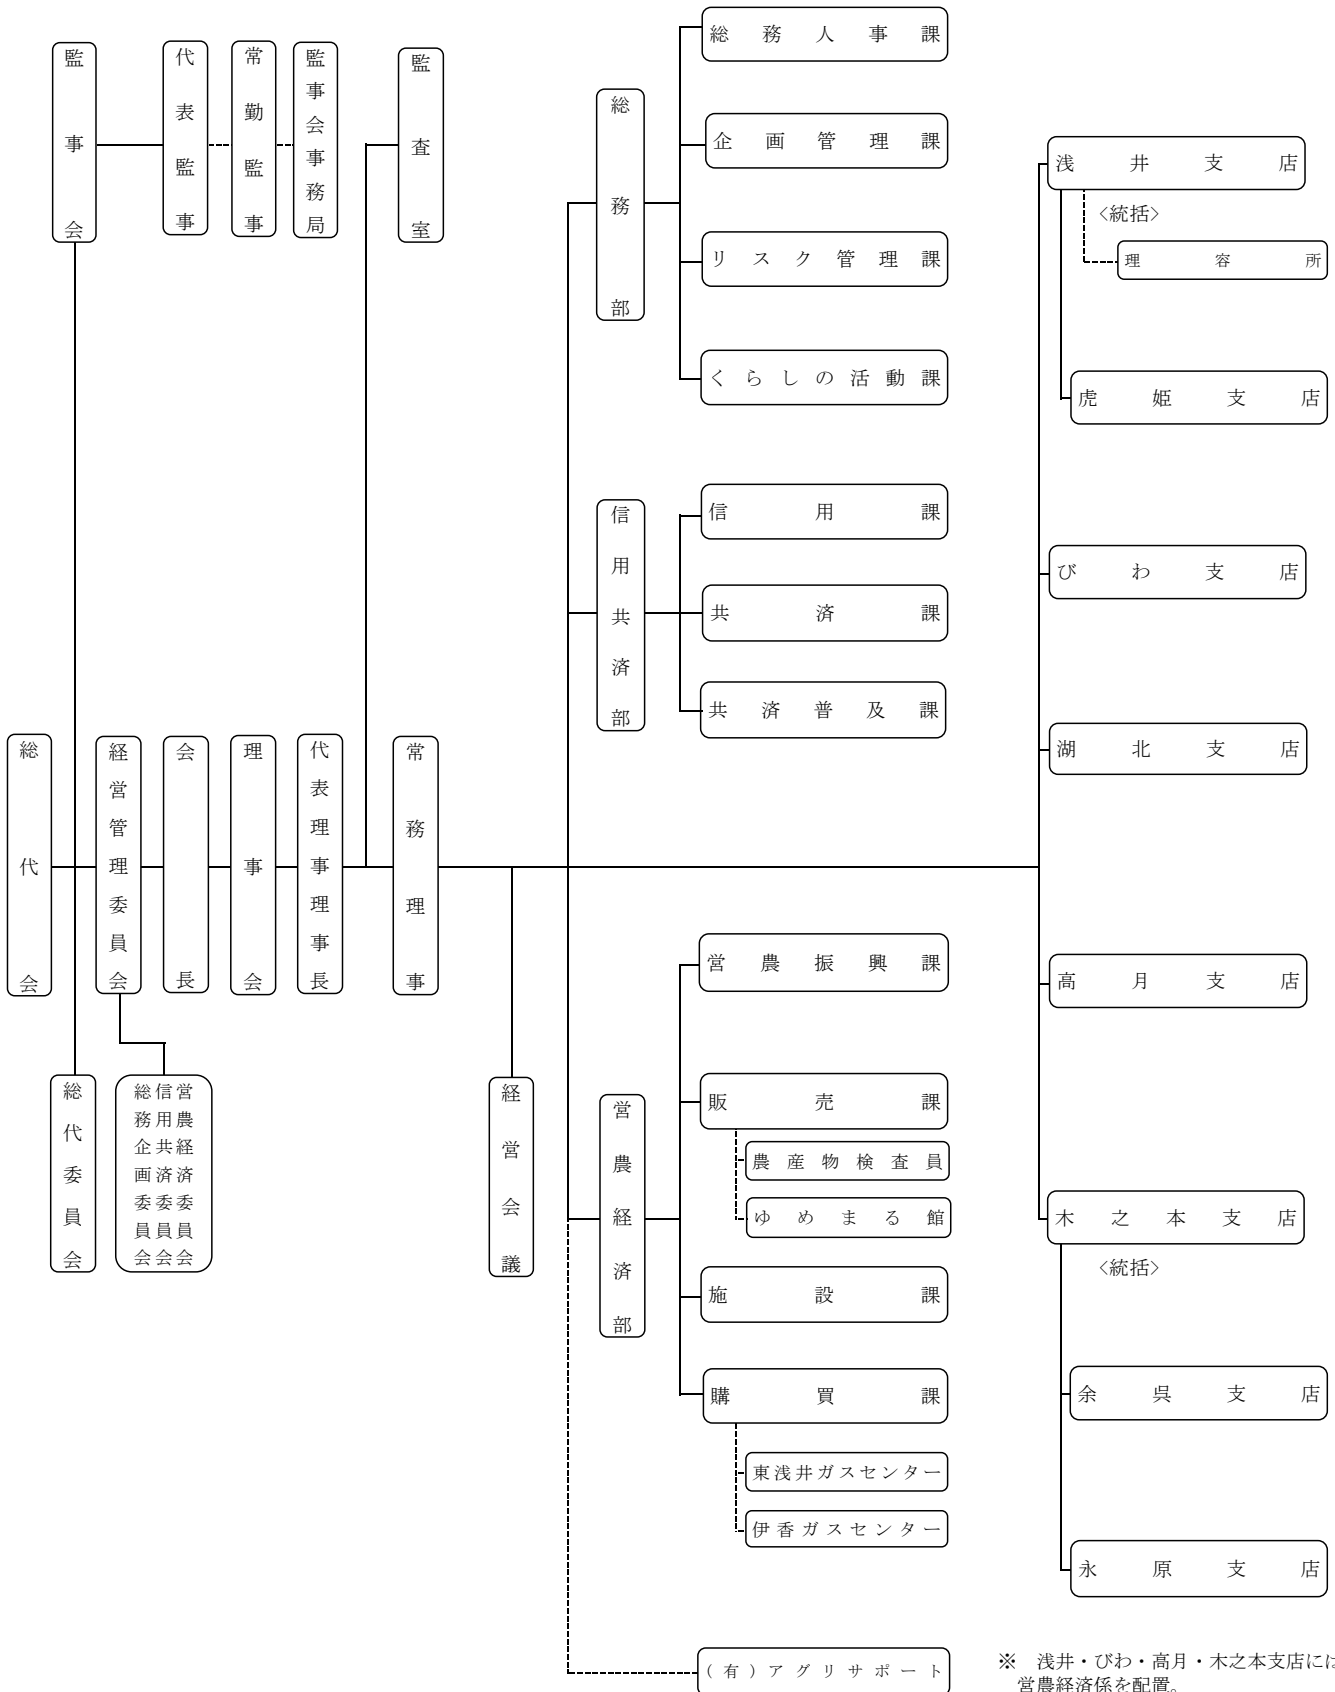 監事会
代表監事
常勤監事
監事会事務局
監査室
総代会
経営管理委員会
会長
理事会
代表理事理事長
常務理事
総代委員会
営農経済委員会
信用共済委員会
総務企画委員会
経営会議
総務部
総務人事課
企画管理課
リスク管理課
くらしの活動課
信用共済部
信用課
共済課
共済普及課
営農経済部
営農振興課
販売課
農産物検査員
ゆめまる館
施設課
購買課
東浅井ガスセンター
伊香ガスセンター
(有)アグリサポート
浅井支店
<統括>
理容所
虎姫支店
びわ支店
湖北支店
高月支店
木之本支店
<統括>
余呉支店
永原支店
※ 浅井・びわ・高月・木之本支店には
営農経済係を配置。